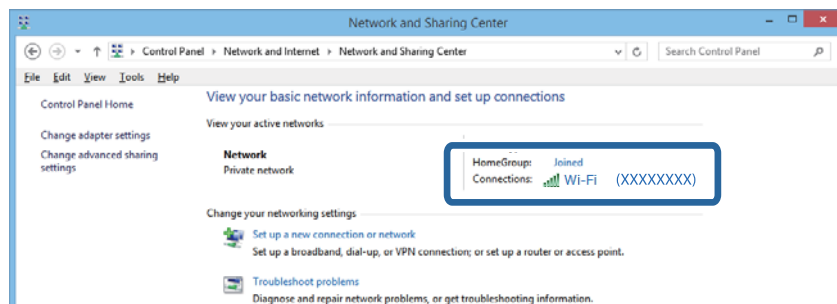 Network and Sharing Center
Control Panel Network and Internet Network and Sharing Center
Search Control Panel
File Edit View Tools Help
Control Panel Home
Change adapter settings
Change advanced sharing
settings
View your basic network information and set up connections
View your active networks
Network
Private network
HomeGroup: Joined
Connections: Wi-Fi (XXXXXXXX)
Change your networking settings
Set up a new connection or network
Set up a broadband, dial-up, or VPN connection; or set up a router or access point.
Troubleshoot problems
Diagnose and repair network problems, or get troubleshooting information.